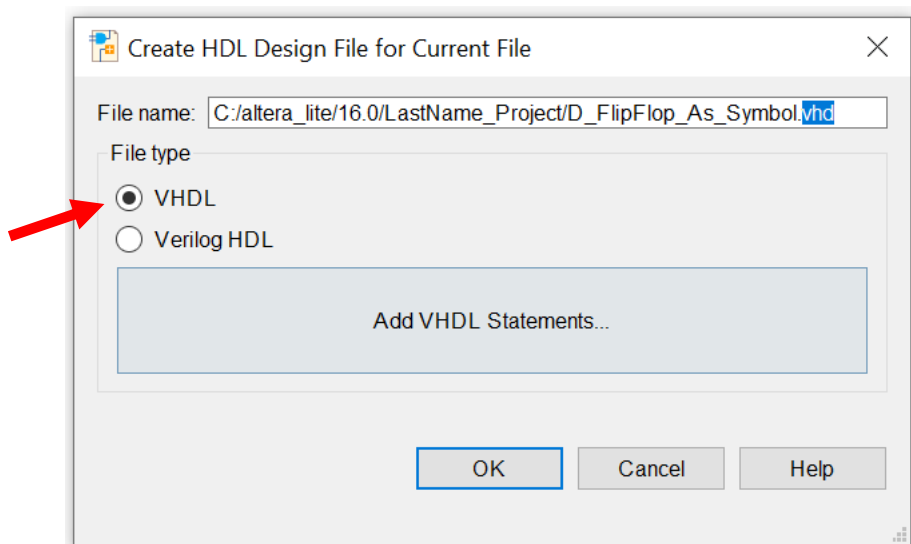 Create HDL Design File for Current File
File name: C:/altera_lite/16.0/LastName_Project/D_FlipFlop_As_Symbol.vhd
File type
VHDL
Verilog HDL
Add VHDL Statements...
OK Cancel Help